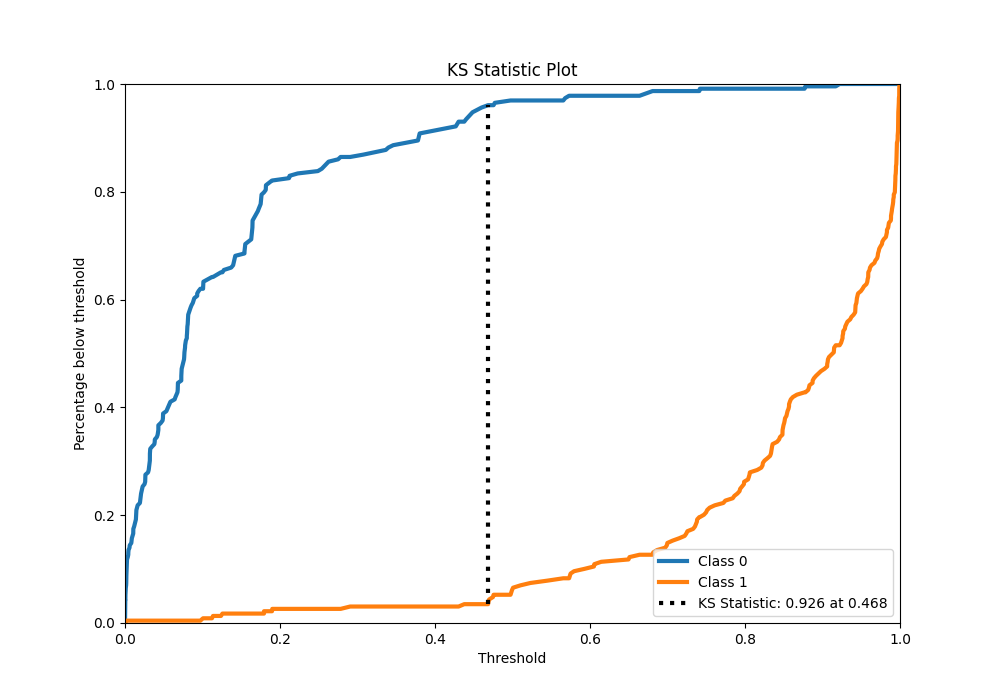 KS Statistic Plot
1.0
0.8
0.6
0.4
0.2
0.0
Percentage below threshold
0.0 0.2 0.4 0.6 0.8 1.0
Threshold
Class 0
Class 1
KS Statistic: 0.926 at 0.468